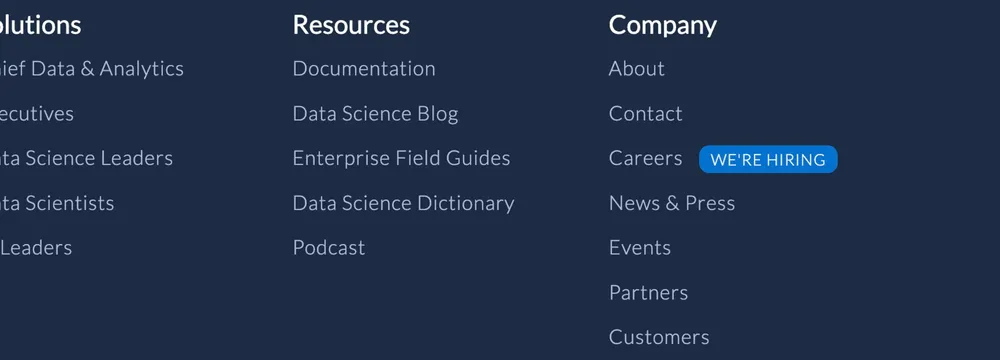 olutions
ief Data & Analytics
ecutives
ta Science Leaders
ta Scientists
Leaders
Resources
Documentation
Data Science Blog
Enterprise Field Guides
Data Science Dictionary
Podcast
Company
About
Contact
Careers WE'RE HIRING
News & Press
Events
Partners
Customers